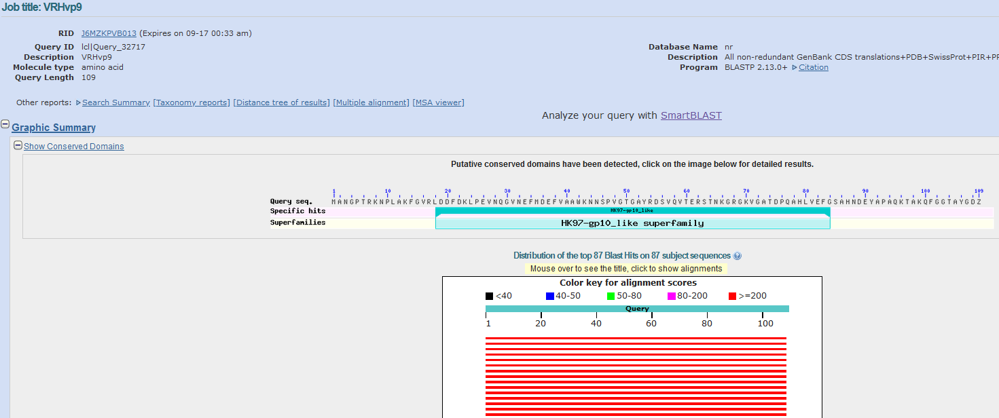 Job title: VRHvp9
RID J6MZKPVB013 (Expires on 09-17 00:33 am)
Query ID lcl|Query_32717
Description VRHvp9
Molecule type amino acid
Query Length 109
Database Name nr
Description All non-redundant GenBank CDS translations+PDB+SwissProt+PIR+PR
Program BLASTP 2.13.0+ Citation
Other reports: Search Summary [Taxonomy reports] [Distance tree of results] [Multiple alignment] [MSA viewer]
Analyze your query with SmartBLAST
Graphic Summary
Show Conserved Domains
Putative conserved domains have been detected, click on the image below for detailed results.
1 10 20 30 40 50 60 70 80 90 100 109
Query seq. MANGPTRKNPLAKFGVRLDDFDKLPEVNQGVNEFMDEFVAAWKNNSPVGTGAYRDSVQVTERSTNKGRGKVGATDPQAHLVEFGSAHNDEYAPAQKTAKQFGGTAYGDZ
Specific hits HK97-gp10_like
Superfamilies HK97-gp10_like superfamily
Distribution of the top 87 Blast Hits on 87 subject sequences
Mouse over to see the title, click to show alignments
Color key for alignment scores
<40 40-50 50-80 80-200 >=200
Query
1 20 40 60 80 100